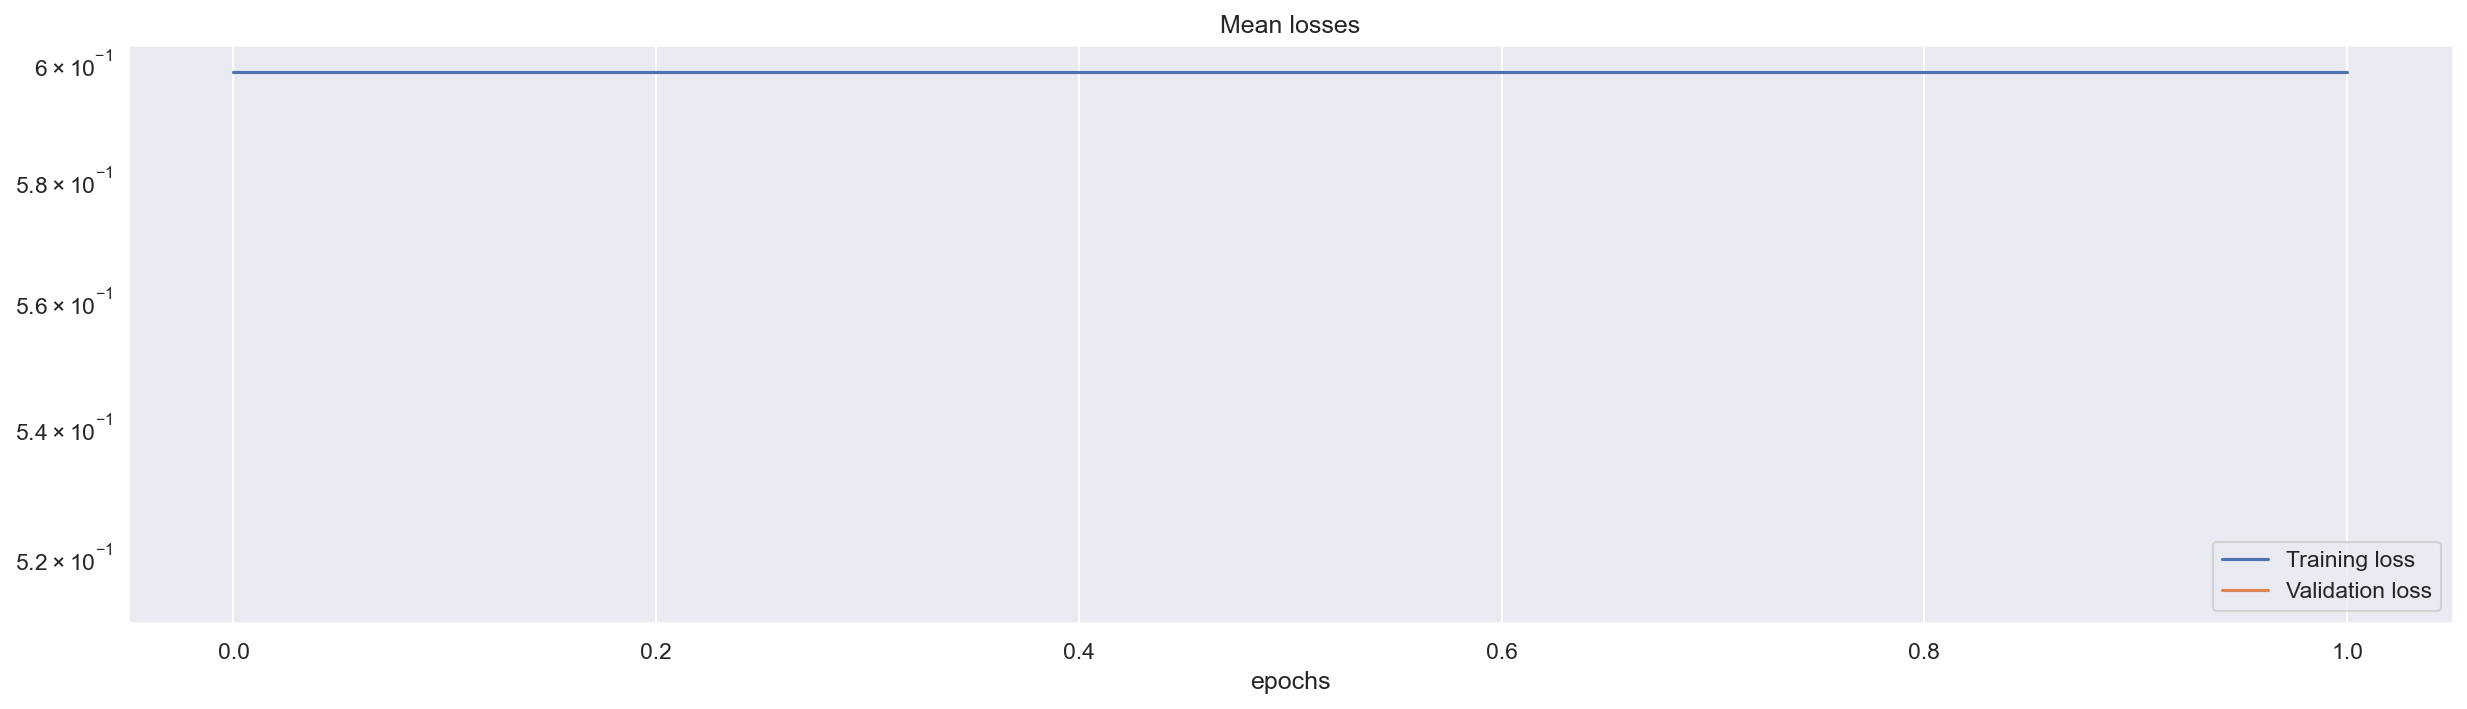 Mean losses
6 × 10⁻¹
5.8 × 10⁻¹
5.6 × 10⁻¹
5.4 × 10⁻¹
5.2 × 10⁻¹
Training loss
Validation loss
0.0 0.2 0.4 0.6 0.8 1.0
epochs